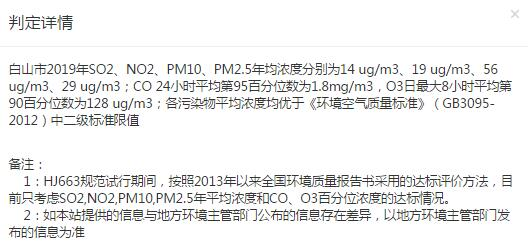 判定详情
×
白山市2019年SO2、NO2、PM10、PM2.5年均浓度分别为14 ug/m3、19 ug/m3、56
ug/m3、29 ug/m3；CO 24小时平均第95百分位数为1.8mg/m3，O3日最大8小时平均第
90百分位数为128 ug/m3；各污染物平均浓度均优于《环境空气质量标准》（GB3095-
2012）中二级标准限值
备注：
1：HJ663规范试行期间，按照2013年以来全国环境质量报告书采用的达标评价方法，目
前只考虑SO2,NO2,PM10,PM2.5年平均浓度和CO、O3百分位浓度的达标情况。
2：如本站提供的信息与地方环境主管部门公布的信息存在差异，以地方环境主管部门发
布的信息为准